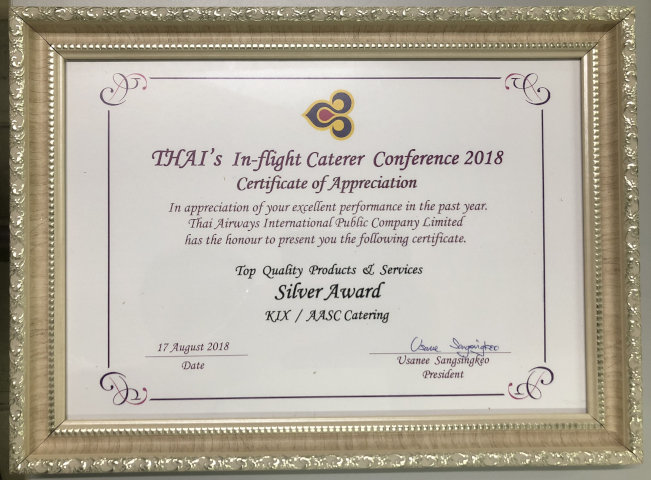 THAI's In-flight Caterer Conference 2018
Certificate of Appreciation
In appreciation of your excellent performance in the past year.
Thai Airways International Public Company Limited
has the honour to present you the following certificate.
Top Quality Products & Services
Silver Award
KIX / AASC Catering
17 August 2018
Date
Usanee Sangsingkeo
Usanee Sangsingkeo
President